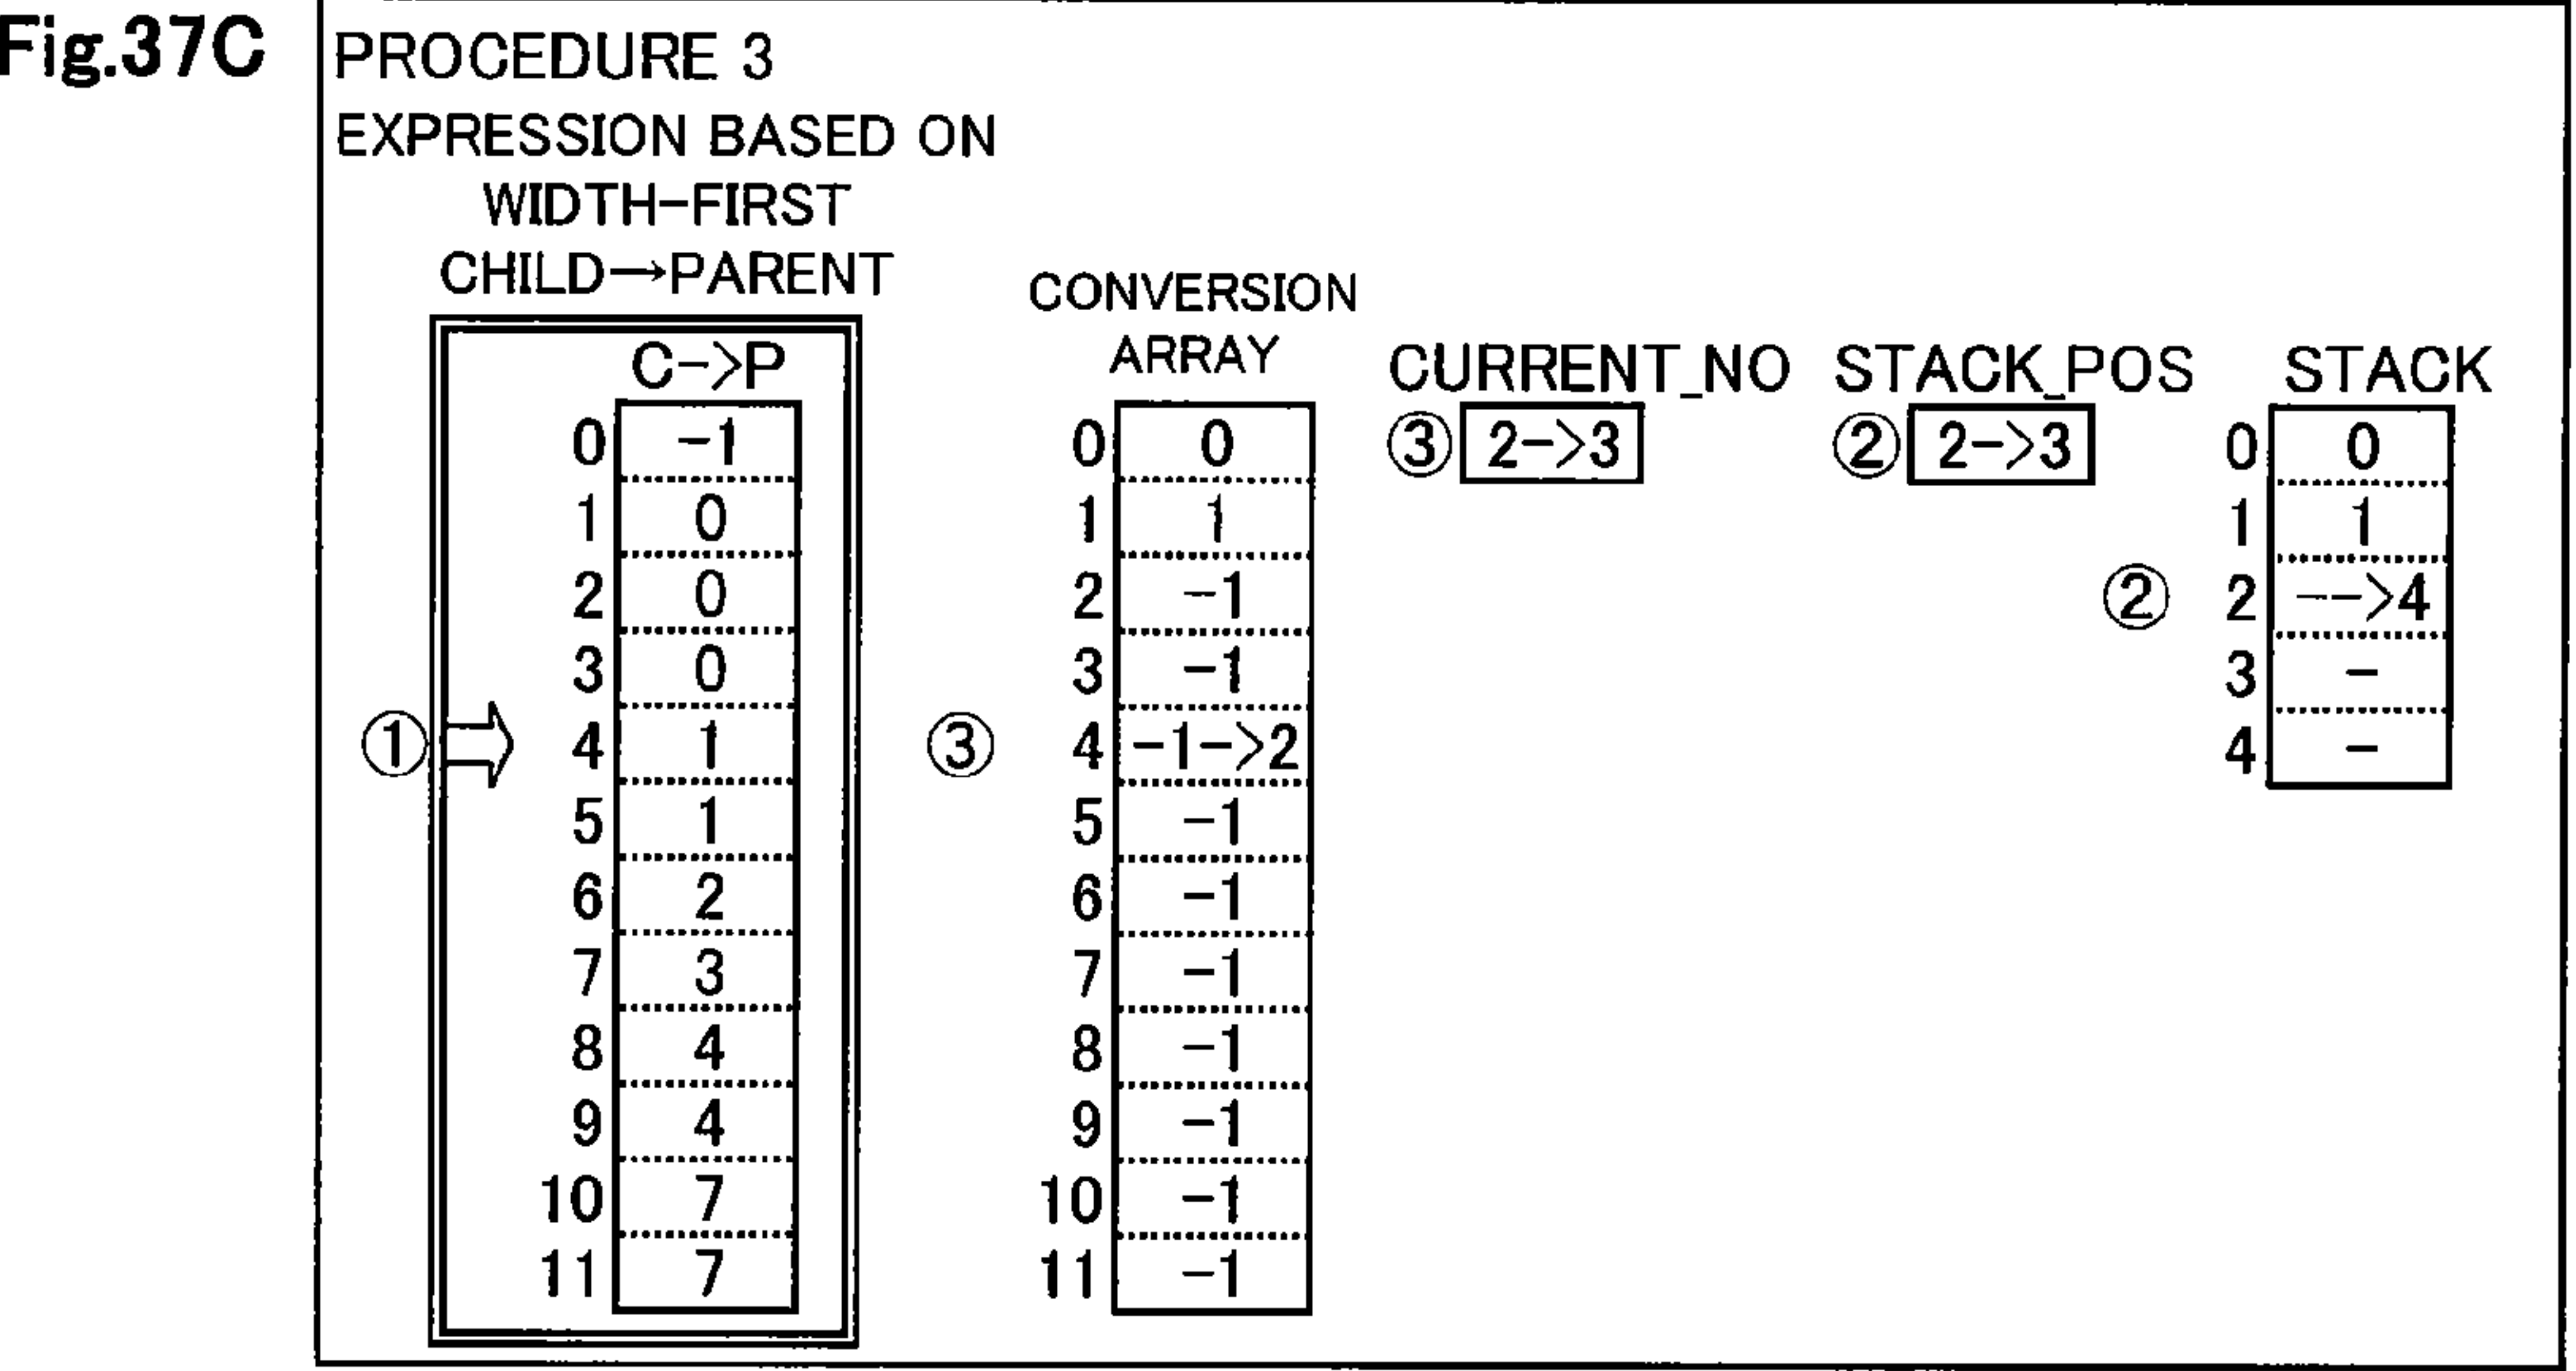 Fig.37C
PROCEDURE 3
EXPRESSION BASED ON
WIDTH-FIRST
CHILD→PARENT
CONVERSION
ARRAY
CURRENT_NO
STACK_POS
STACK
C->P
0 -1
1 0
2 0
3 0
① 4 1
5 1
6 2
7 3
8 4
9 4
10 7
11 7
0 0
1 1
2 -1
3 -1
③ 4 -1->2
5 -1
6 -1
7 -1
8 -1
9 -1
10 -1
11 -1
③ 2->3
② 2->3
0 0
1 1
② 2 -->4
3 -
4 -